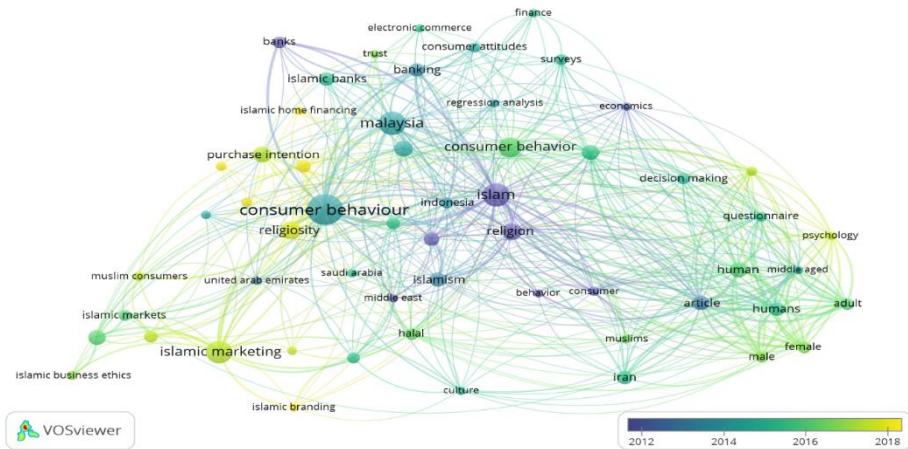 finance
electronic commerce
banks
consumer attitudes
trust
surveys
banking
islamic banks
regression analysis
economics
islamic home financing
malaysia
consumer behavior
purchase intention
decision making
islam
consumer behaviour
indonesia
questionnaire
religiosity
religion
psychology
human
middle aged
muslim consumers
united arab emirates
saudi arabia
islamism
behavior
consumer
middle east
article
humans
adult
islamic markets
halal
muslims
female
male
islamic marketing
islamic business ethics
iran
culture
islamic branding
VOSviewer
2012 2014 2016 2018